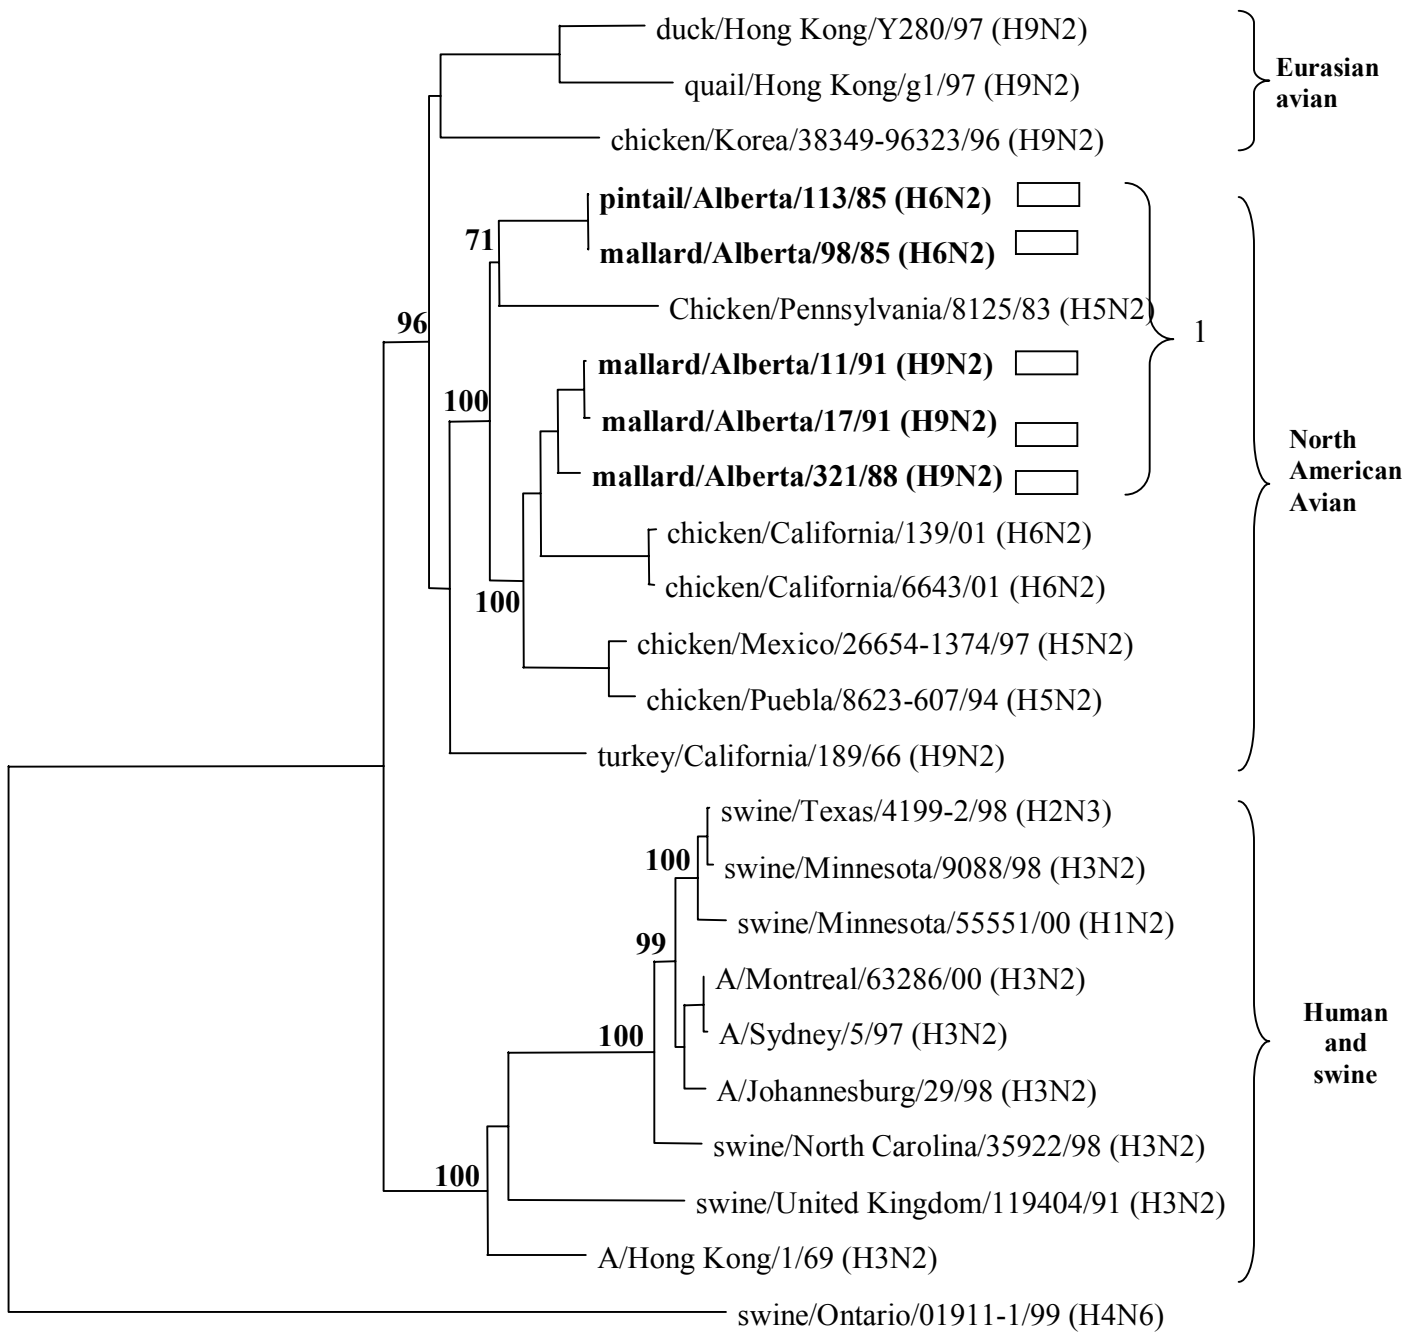 duck/Hong Kong/Y280/97 (H9N2)
quail/Hong Kong/g1/97 (H9N2)
chicken/Korea/38349-96323/96 (H9N2)
Eurasian
avian
pintail/Alberta/113/85 (H6N2)
71
mallard/Alberta/98/85 (H6N2)
Chicken/Pennsylvania/8125/83 (H5N2)
96
1
mallard/Alberta/11/91 (H9N2)
100
mallard/Alberta/17/91 (H9N2)
mallard/Alberta/321/88 (H9N2)
North
American
Avian
chicken/California/139/01 (H6N2)
chicken/California/6643/01 (H6N2)
100
chicken/Mexico/26654-1374/97 (H5N2)
chicken/Puebla/8623-607/94 (H5N2)
turkey/California/189/66 (H9N2)
swine/Texas/4199-2/98 (H2N3)
100
swine/Minnesota/9088/98 (H3N2)
swine/Minnesota/55551/00 (H1N2)
99
A/Montreal/63286/00 (H3N2)
100
A/Sydney/5/97 (H3N2)
Human
and
swine
A/Johannesburg/29/98 (H3N2)
swine/North Carolina/35922/98 (H3N2)
100
swine/United Kingdom/119404/91 (H3N2)
A/Hong Kong/1/69 (H3N2)
swine/Ontario/01911-1/99 (H4N6)